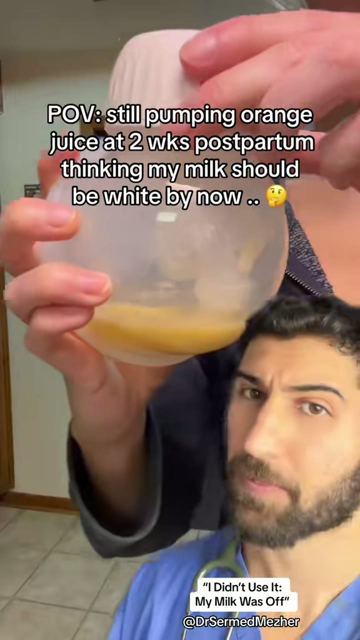 POV: still pumping orange
juice at 2 wks postpartum
thinking my milk should
be white by now .. 🤔
"I Didn't Use It:
My Milk Was Off"
@DrSermedMezher